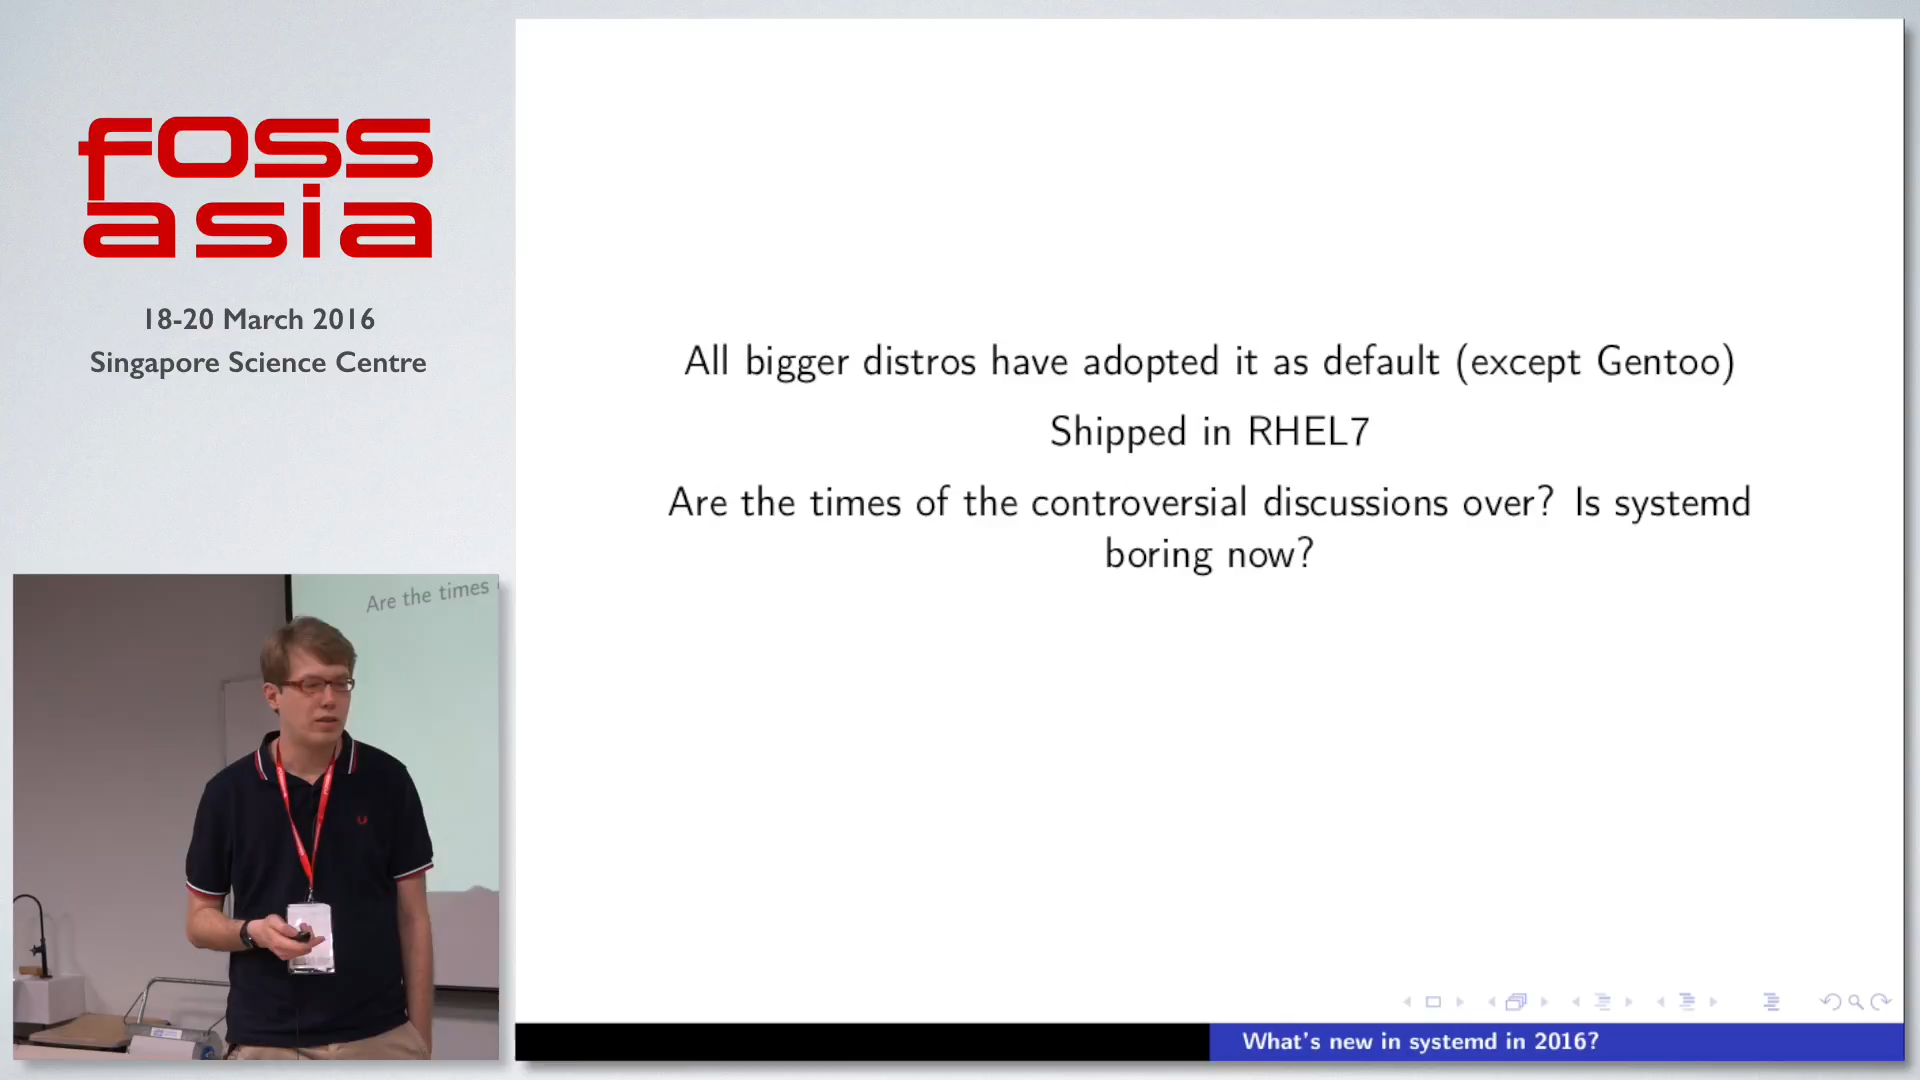 foss
asia
18-20 March 2016
Singapore Science Centre
All bigger distros have adopted it as default (except Gentoo)
Shipped in RHEL7
Are the times of the controversial discussions over? Is systemd
boring now?
Are the times
What's new in systemd in 2016?